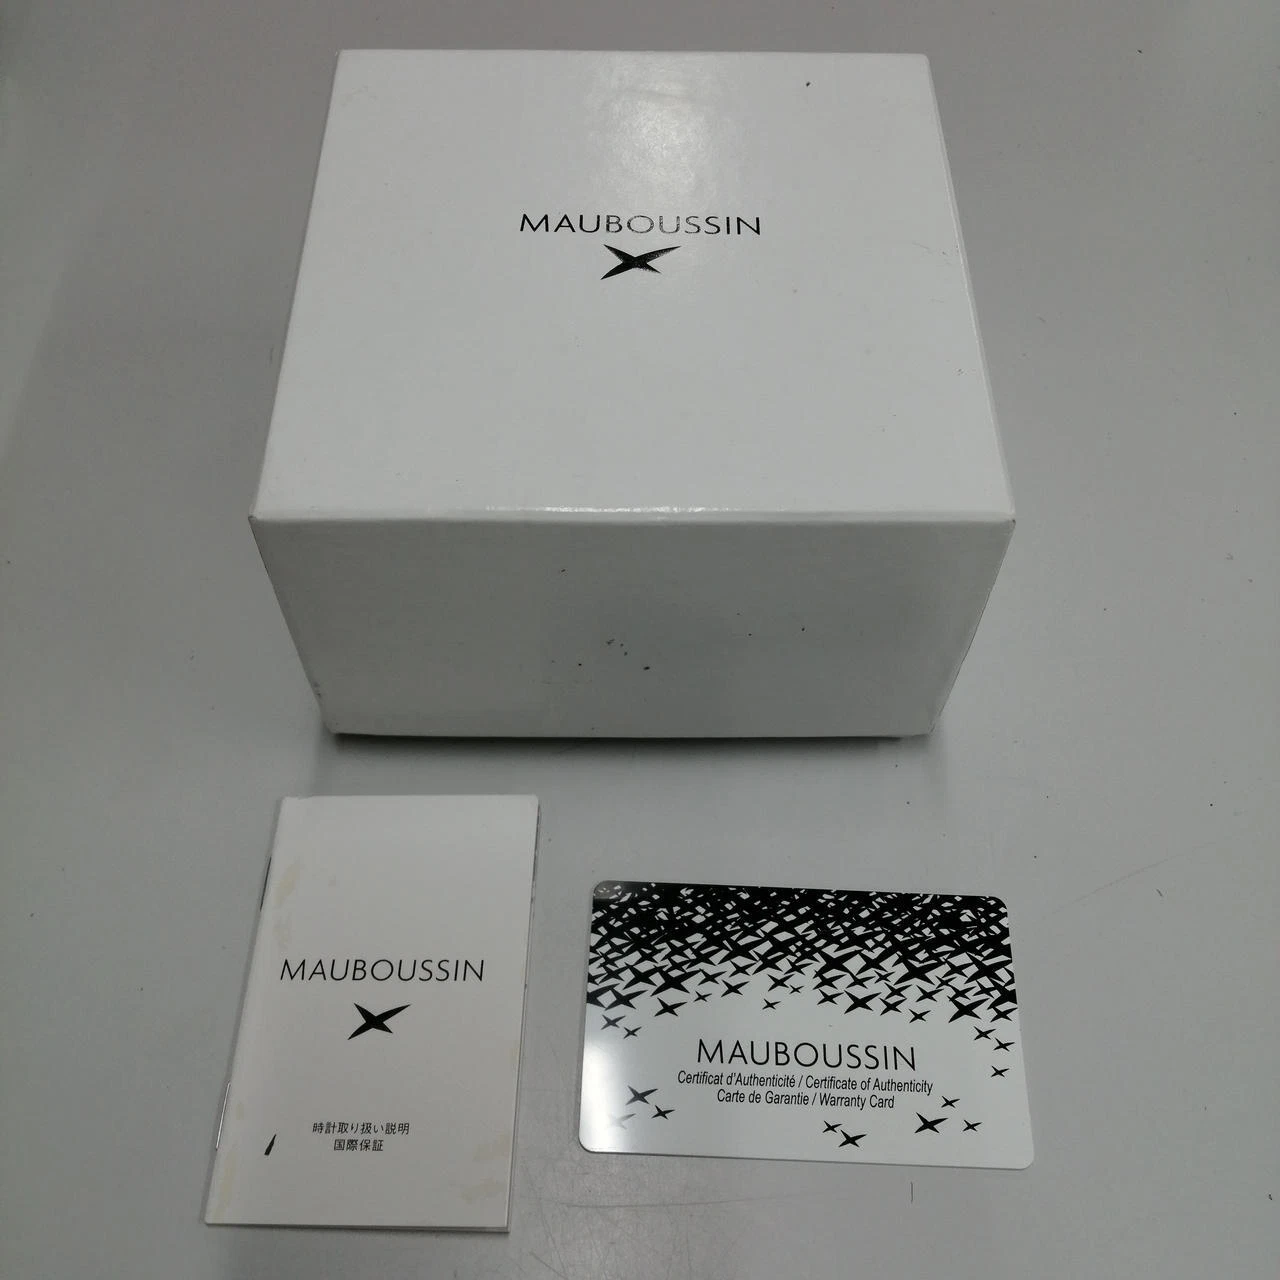 MAUBOUSSIN
MAUBOUSSIN
時計取り扱い説明
国際保証
MAUBOUSSIN
Certificat d'Authenticité / Certificate of Authenticity
Carte de Garantie / Warranty Card